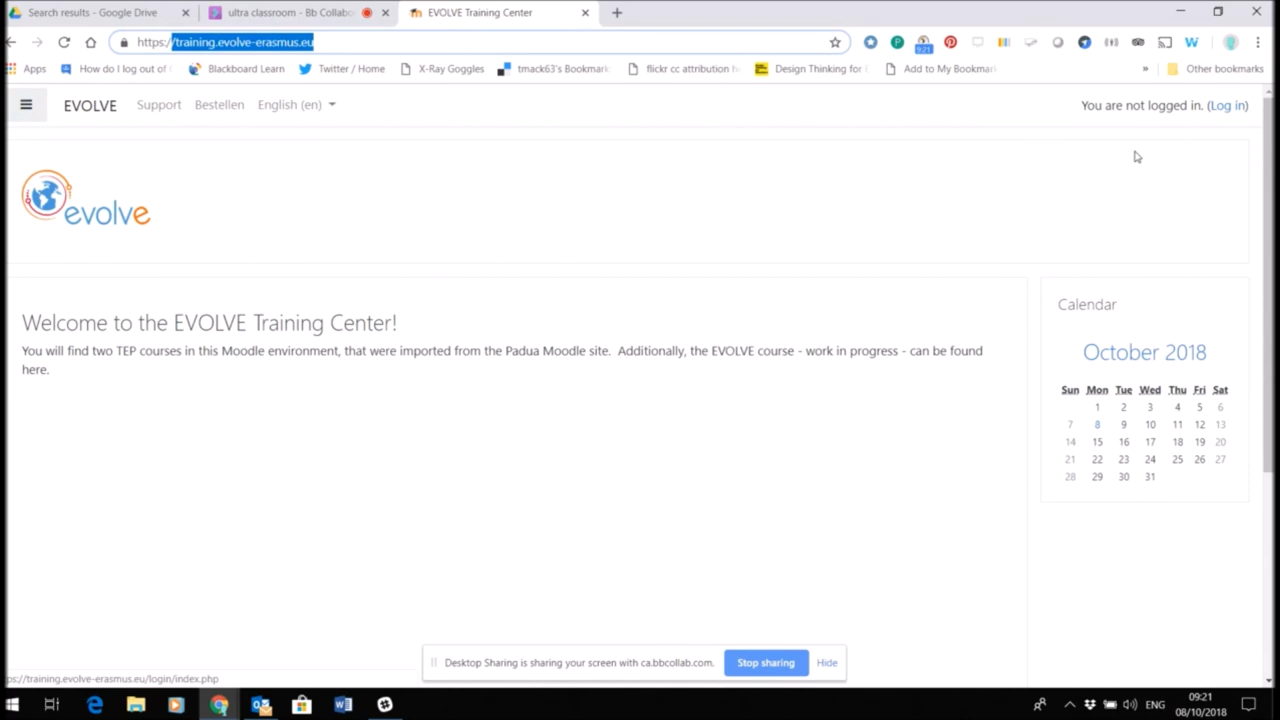 Search results - Google Drive
ultra classroom - Bb Collabo
EVOLVE Training Center
https://training.evolve-erasmus.eu
9:21
P
W
Apps
How do I log out of
Blackboard Learn
Twitter / Home
X-Ray Goggles
tmack63's Bookmark
flickr cc attribution h
Design Thinking for
Add to My Bookmar
»
Other bookmarks
EVOLVE
Support
Bestellen
English (en)
You are not logged in. (Log in)
evolve
Welcome to the EVOLVE Training Center!
You will find two TEP courses in this Moodle environment, that were imported from the Padua Moodle site. Additionally, the EVOLVE course - work in progress - can be found
here.
Calendar
October 2018
Sun Mon Tue Wed Thu Fri Sat
1 2 3 4 5 6
7 8 9 10 11 12 13
14 15 16 17 18 19 20
21 22 23 24 25 26 27
28 29 30 31
Desktop Sharing is sharing your screen with ca.bbcollab.com.
Stop sharing
Hide
ps://training.evolve-erasmus.eu/login/index.php
ENG
09:21
08/10/2018